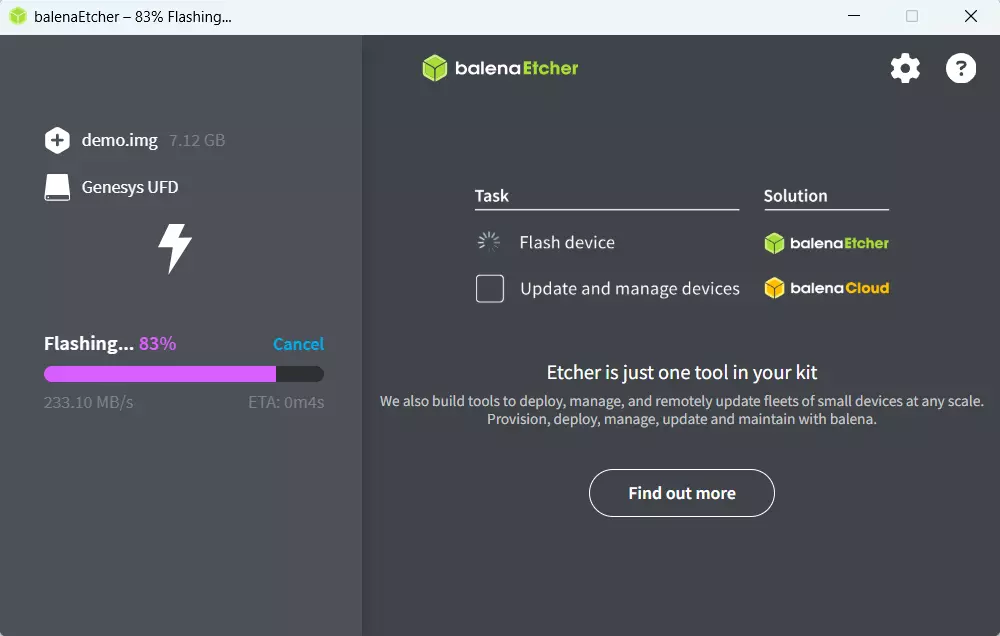 balenaEtcher – 83% Flashing...
balenaEtcher
demo.img 7.12 GB
Genesys UFD
Flashing... 83% Cancel
233.10 MB/s ETA: 0m4s
Task Solution
Flash device balenaEtcher
Update and manage devices balenaCloud
Etcher is just one tool in your kit
We also build tools to deploy, manage, and remotely update fleets of small devices at any scale.
Provision, deploy, manage, update and maintain with balena.
Find out more